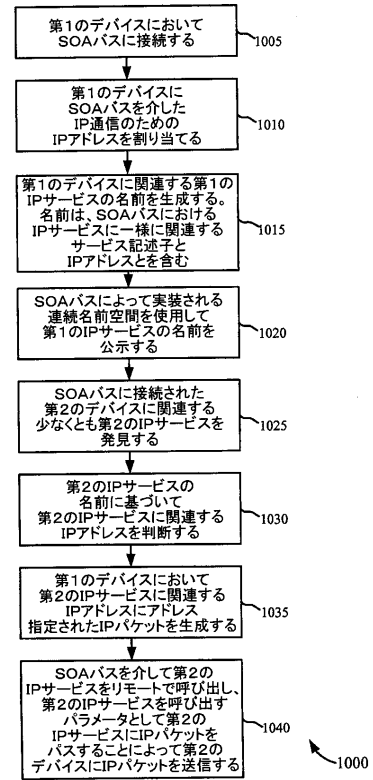 第1のデバイスにおいて
SOAバスに接続する
1005
第1のデバイスに
SOAバスを介した
IP通信のための
IPアドレスを割り当てる
1010
第1のデバイスに関連する第1の
IPサービスの名前を生成する。
名前は、SOAバスにおける
IPサービスに一様に関連する
サービス記述子と
IPアドレスとを含む
1015
SOAバスによって実装される
連続名前空間を使用して
第1のIPサービスの名前を
公示する
1020
SOAバスに接続された
第2のデバイスに関連する
少なくとも第2のIPサービスを
発見する
1025
第2のIPサービスの
名前に基づいて
第2のIPサービスに関連する
IPアドレスを判断する
1030
第1のデバイスにおいて
第2のIPサービスに関連する
IPアドレスにアドレス
指定されたIPパケットを生成する
1035
SOAバスを介して第2の
IPサービスをリモートで呼び出し、
第2のIPサービスを呼び出す
パラメータとして第2の
IPサービスにIPパケットを
パスすることによって第2の
デバイスにIPパケットを送信する
1040
1000